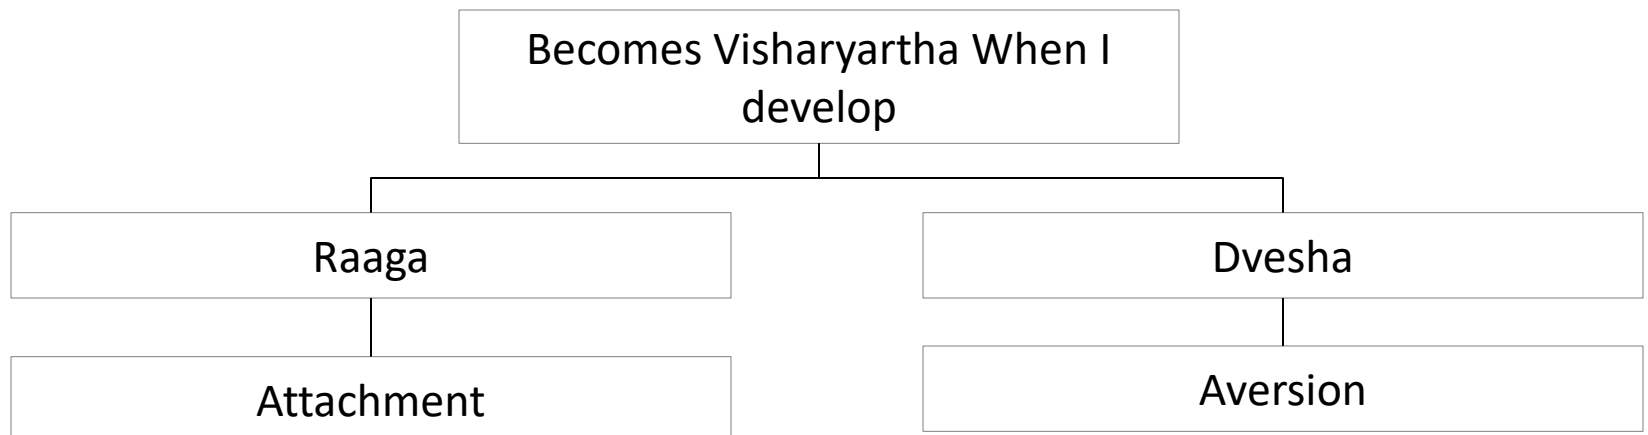 Becomes Visharyartha When I
develop
Raaga
Dvesha
Attachment
Aversion